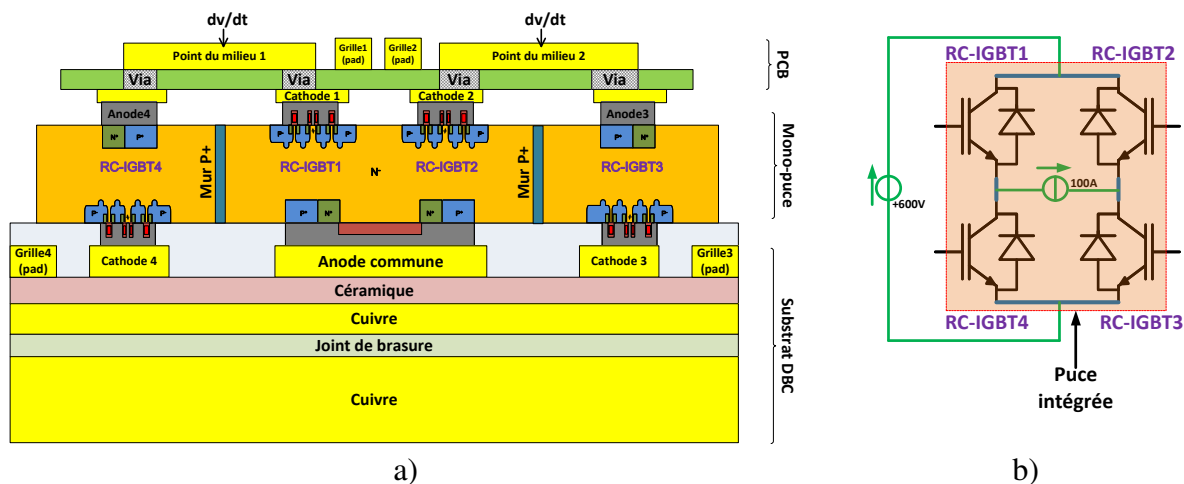 dv/dt
dv/dt
Point du milieu 1
Grille1
(pad)
Grille2
(pad)
Point du milieu 2
PCB
Via
Via
Via
Via
Cathode 1
Cathode 2
Anode4
Anode3
N+
P+
P+
N+
RC-IGBT4
Mur P+
RC-IGBT1
N-
RC-IGBT2
Mur P+
RC-IGBT3
Mono-puce
P+
N+
N+
P+
Grille4
(pad)
Cathode 4
Anode commune
Cathode 3
Grille3
(pad)
Céramique
Cuivre
Joint de brasure
Cuivre
Substrat DBC
a)
RC-IGBT1
RC-IGBT2
+600V
100A
RC-IGBT4
RC-IGBT3
Puce
intégrée
b)